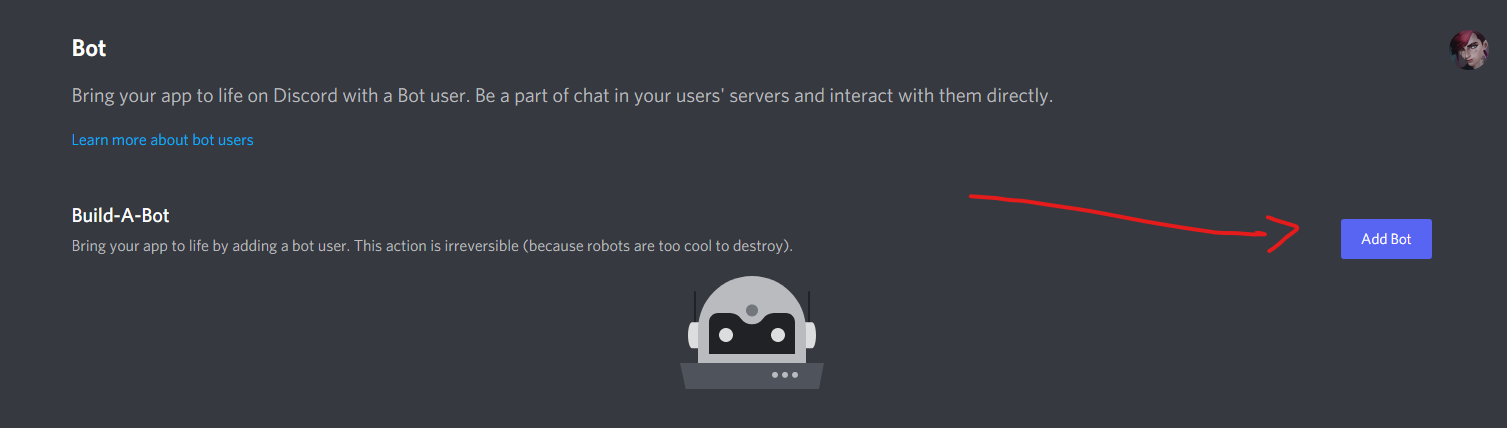 Bot
Bring your app to life on Discord with a Bot user. Be a part of chat in your users' servers and interact with them directly.
Learn more about bot users
Build-A-Bot
Bring your app to life by adding a bot user. This action is irreversible (because robots are too cool to destroy).
Add Bot